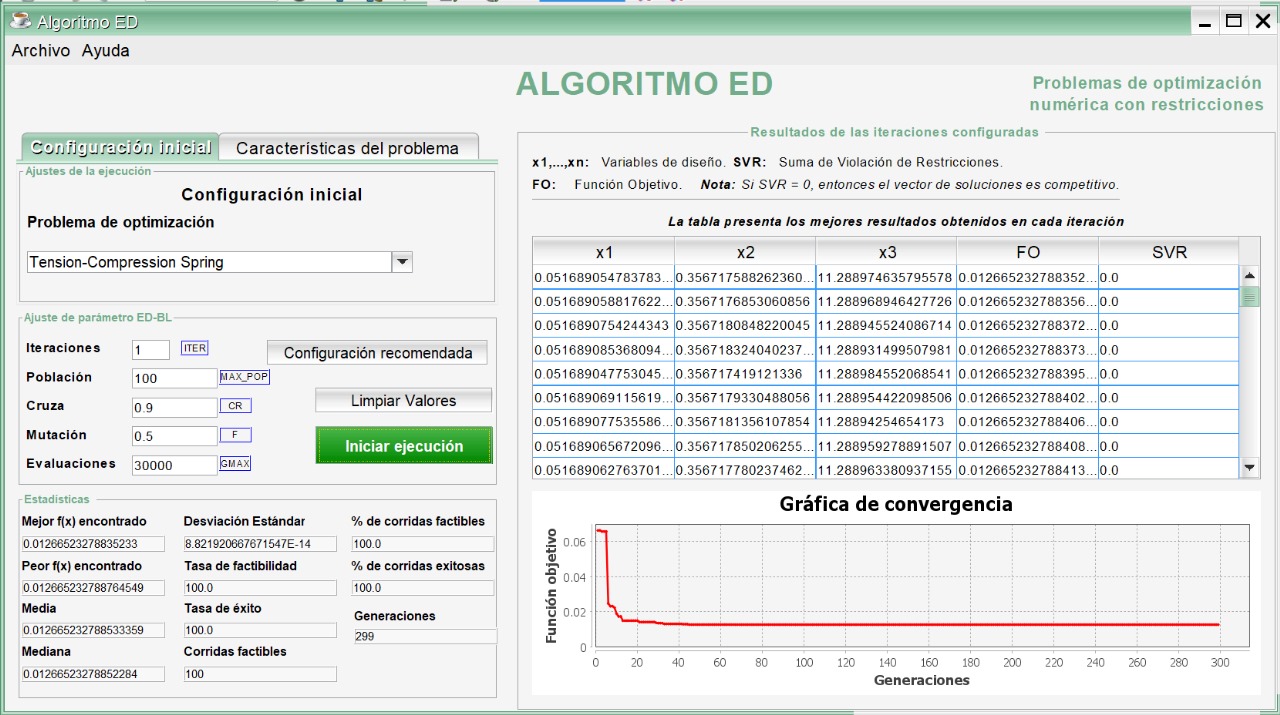 Algoritmo ED
Archivo Ayuda
ALGORITMO ED
Problemas de optimización
numérica con restricciones
Configuración inicial
Características del problema
Ajustes de la ejecución
Configuración inicial
Problema de optimización
Tension-Compression Spring
Ajuste de parámetro ED-BL
Iteraciones 1 ITER
Configuración recomendada
Población 100 MAX_POP
Limpiar Valores
Cruza 0.9 CR
Mutación 0.5 F
Iniciar ejecución
Evaluaciones 30000 GMAX
Estadísticas
Mejor f(x) encontrado Desviación Estándar % de corridas factibles
0.01266523278835233 8.821920667671547E-14 100.0
Peor f(x) encontrado Tasa de factibilidad % de corridas exitosas
0.012665232788764549 100.0 100.0
Media Tasa de éxito Generaciones
0.012665232788533359 100.0 299
Mediana Corridas factibles
0.01266523278852284 100
Resultados de las iteraciones configuradas
x1,...,xn: Variables de diseño. SVR: Suma de Violación de Restricciones.
FO: Función Objetivo. Nota: Si SVR = 0, entonces el vector de soluciones es competitivo.
La tabla presenta los mejores resultados obtenidos en cada iteración
x1 x2 x3 FO SVR
0.051689054783783... 0.356717588262360... 11.288974635795578 0.012665232788352... 0.0
0.051689058817622... 0.3567176853060856 11.288968946427726 0.012665232788356... 0.0
0.0516890754244343 0.3567180848220045 11.288945524086714 0.012665232788372... 0.0
0.051689085368094... 0.356718324040237... 11.288931499507981 0.012665232788373... 0.0
0.051689047753045... 0.356717419121336 11.288984552068541 0.012665232788395... 0.0
0.051689069115619... 0.3567179330488056 11.288954422098506 0.012665232788402... 0.0
0.051689077535586... 0.3567181356107854 11.28894254654173 0.012665232788406... 0.0
0.051689065672096... 0.356717850201255... 11.288959278891507 0.012665232788408... 0.0
0.051689062763701... 0.356717780237462... 11.288963380937155 0.012665232788413... 0.0
Gráfica de convergencia
Función objetivo
0.06
0.04
0.02
0
0 20 40 60 80 100 120 140 160 180 200 220 240 260 280 300
Generaciones